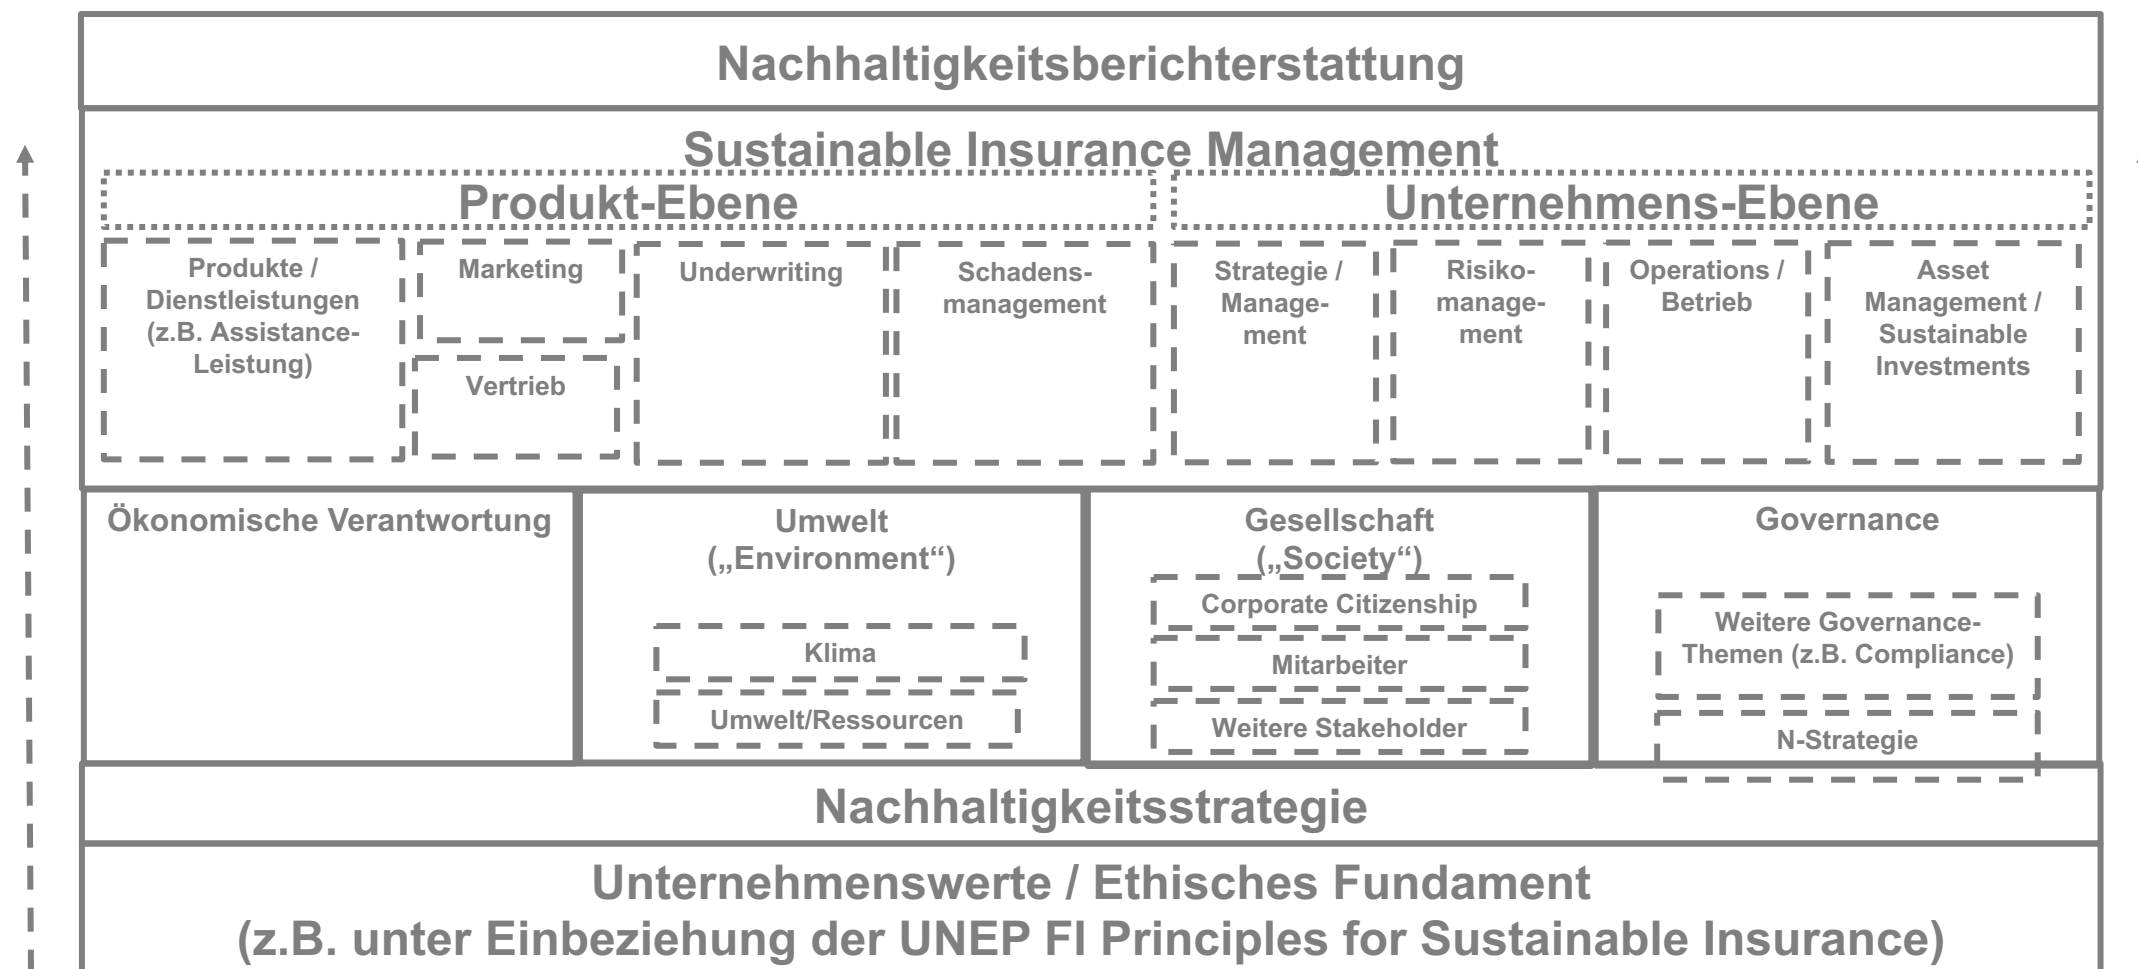 Nachhaltigkeitsberichterstattung
Sustainable Insurance Management
Produkt-Ebene
Unternehmens-Ebene
Produkte /
Dienstleistungen
(z.B. Assistance-
Leistung)
Marketing
Vertrieb
Underwriting
Schadens-
management
Strategie /
Manage-
ment
Risiko-
manage-
ment
Operations /
Betrieb
Asset
Management /
Sustainable
Investments
Ökonomische Verantwortung
Umwelt
(„Environment“)
Klima
Umwelt/Ressourcen
Gesellschaft
(„Society“)
Corporate Citizenship
Mitarbeiter
Weitere Stakeholder
Governance
Weitere Governance-
Themen (z.B. Compliance)
N-Strategie
Nachhaltigkeitsstrategie
Unternehmenswerte / Ethisches Fundament
(z.B. unter Einbeziehung der UNEP FI Principles for Sustainable Insurance)